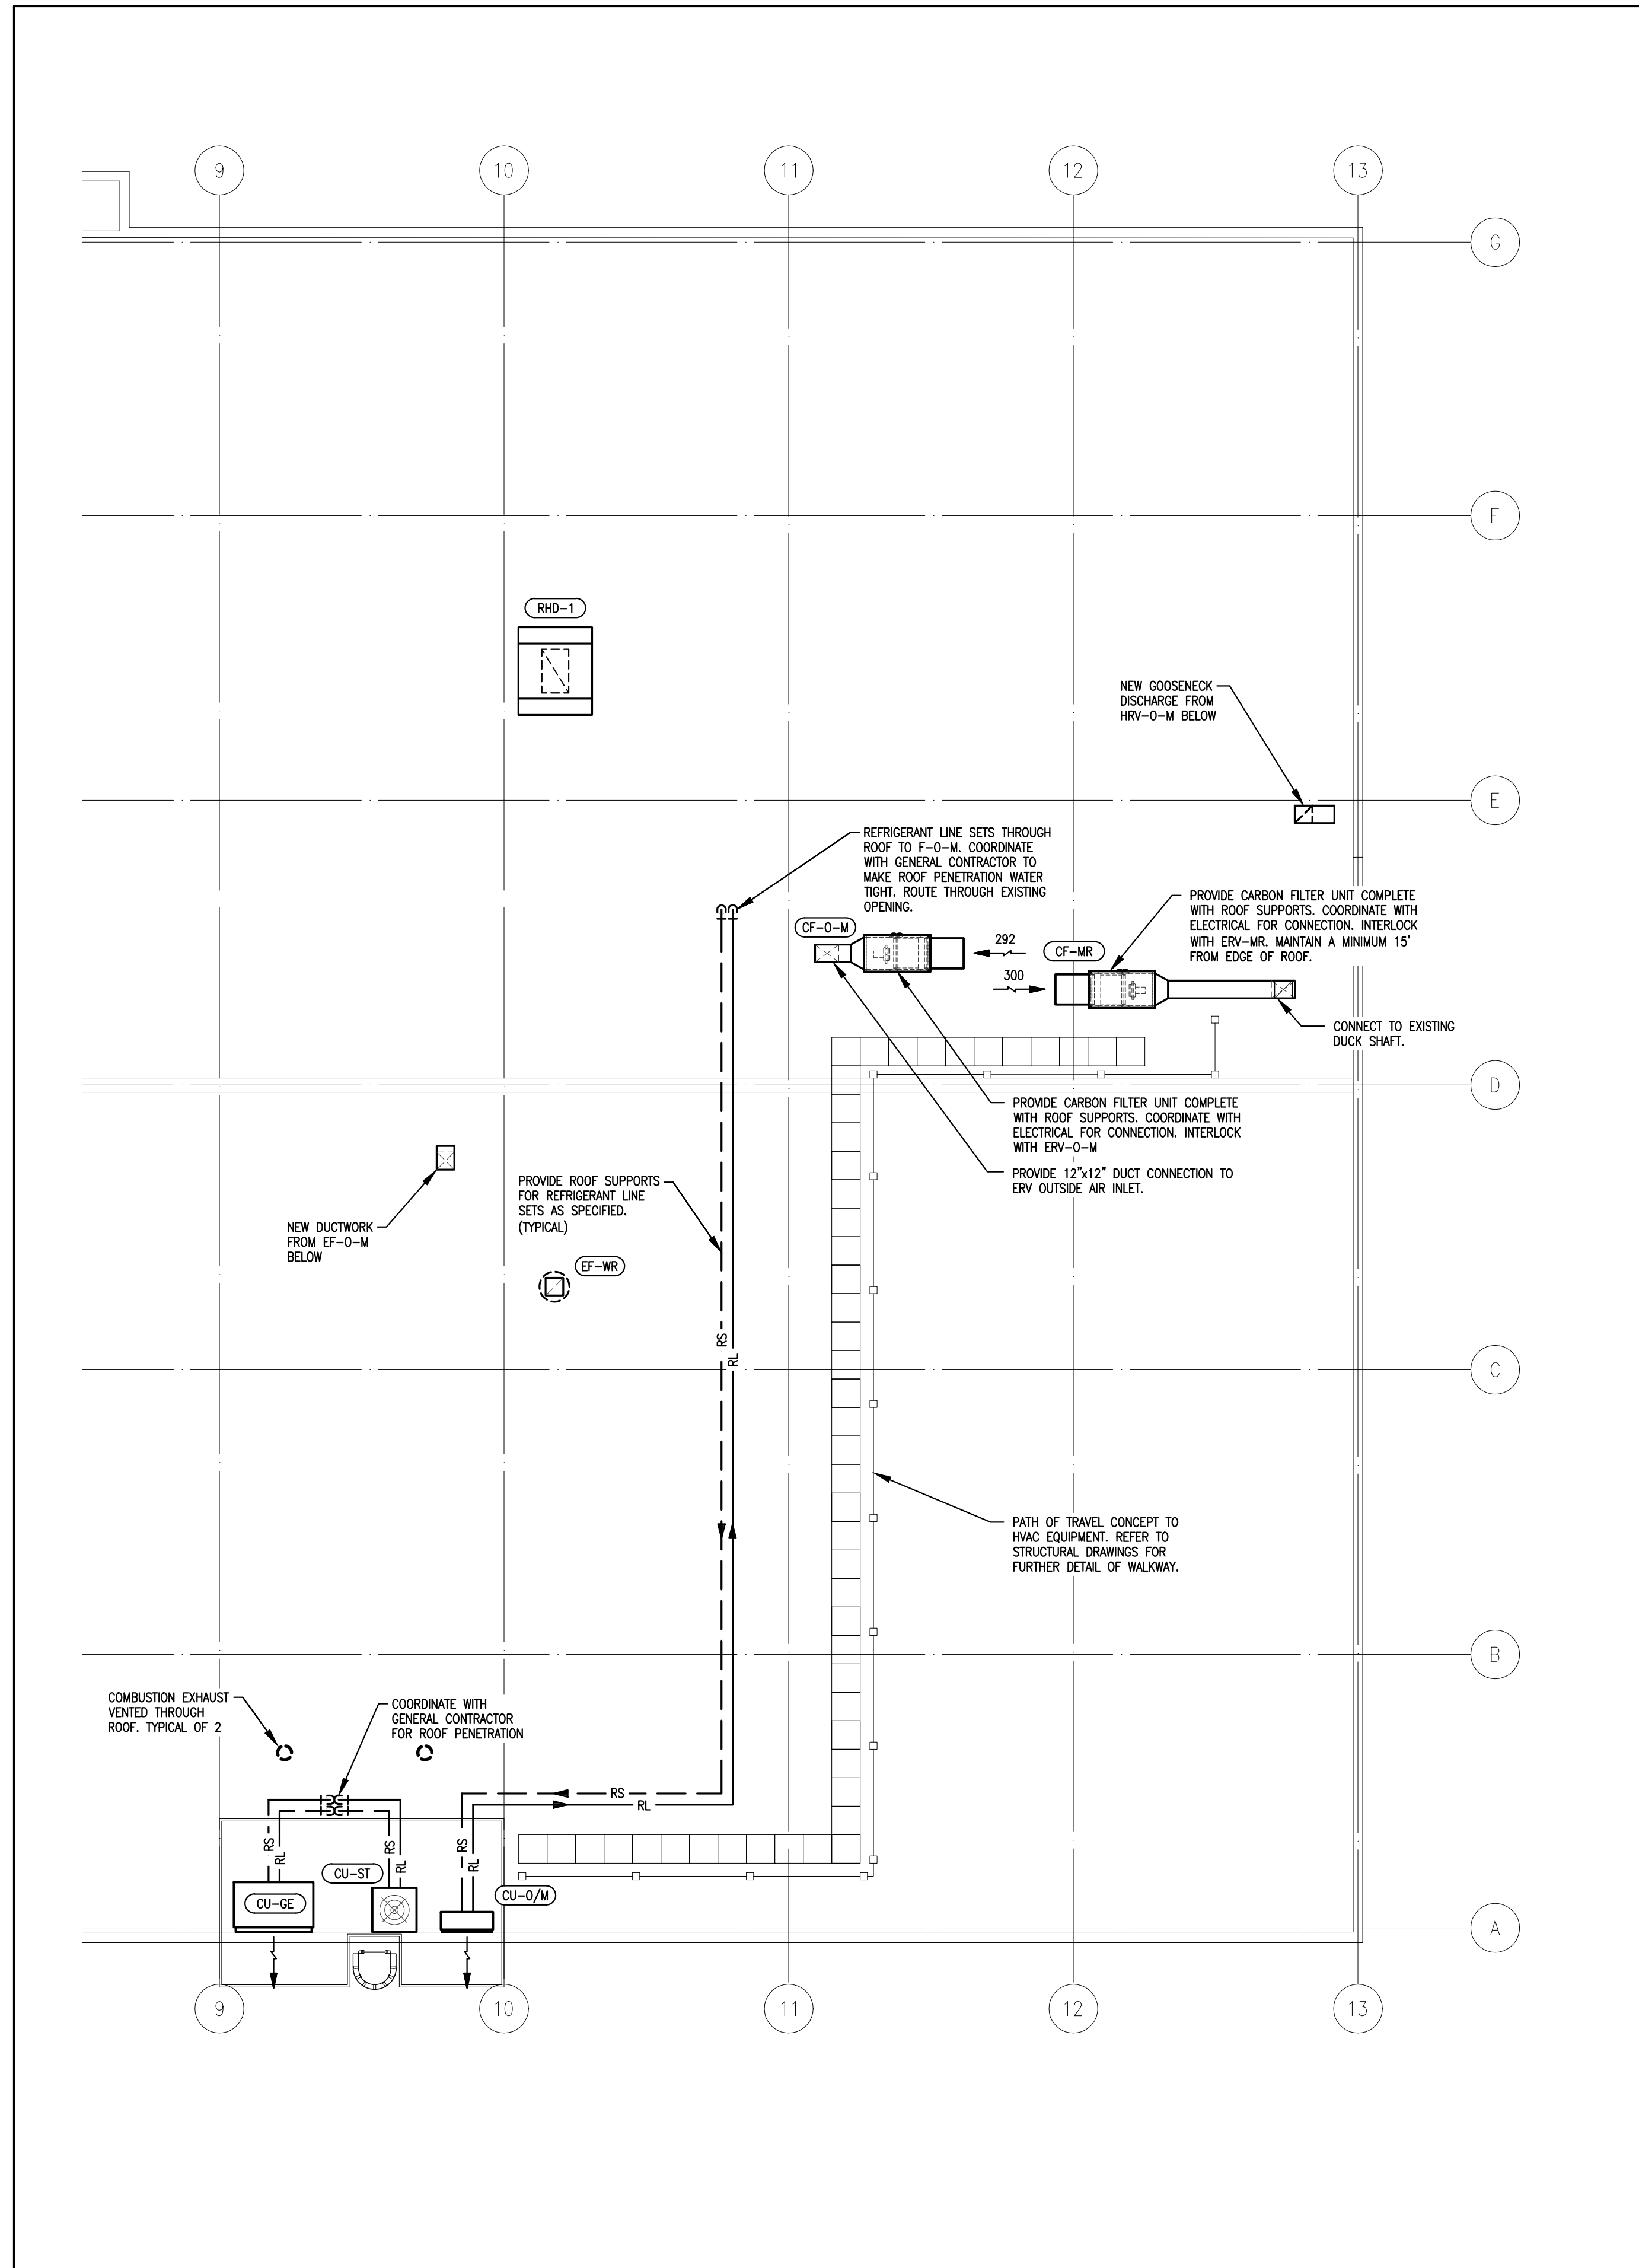 9
10
11
12
13
G
F
RHD-1
NEW GOOSENECK
DISCHARGE FROM
HRV-O-M BELOW
E
REFRIGERANT LINE SETS THROUGH
ROOF TO F-O-M. COORDINATE
WITH GENERAL CONTRACTOR TO
MAKE ROOF PENETRATION WATER
TIGHT. ROUTE THROUGH EXISTING
OPENING.
PROVIDE CARBON FILTER UNIT COMPLETE
WITH ROOF SUPPORTS. COORDINATE WITH
ELECTRICAL FOR CONNECTION. INTERLOCK
WITH ERV-MR. MAINTAIN A MINIMUM 15'
FROM EDGE OF ROOF.
CF-O-M
292
CF-MR
300
CONNECT TO EXISTING
DUCK SHAFT.
D
PROVIDE CARBON FILTER UNIT COMPLETE
WITH ROOF SUPPORTS. COORDINATE WITH
ELECTRICAL FOR CONNECTION. INTERLOCK
WITH ERV-O-M
PROVIDE 12"x12" DUCT CONNECTION TO
ERV OUTSIDE AIR INLET.
PROVIDE ROOF SUPPORTS
FOR REFRIGERANT LINE
SETS AS SPECIFIED.
(TYPICAL)
NEW DUCTWORK
FROM EF-O-M
BELOW
EF-WR
RS
RL
C
PATH OF TRAVEL CONCEPT TO
HVAC EQUIPMENT. REFER TO
STRUCTURAL DRAWINGS FOR
FURTHER DETAIL OF WALKWAY.
B
COMBUSTION EXHAUST
VENTED THROUGH
ROOF. TYPICAL OF 2
COORDINATE WITH
GENERAL CONTRACTOR
FOR ROOF PENETRATION
RS
RL
RS
RL
RS
RL
RS
RL
CU-ST
CU-GE
CU-O/M
A
9
10
11
12
13